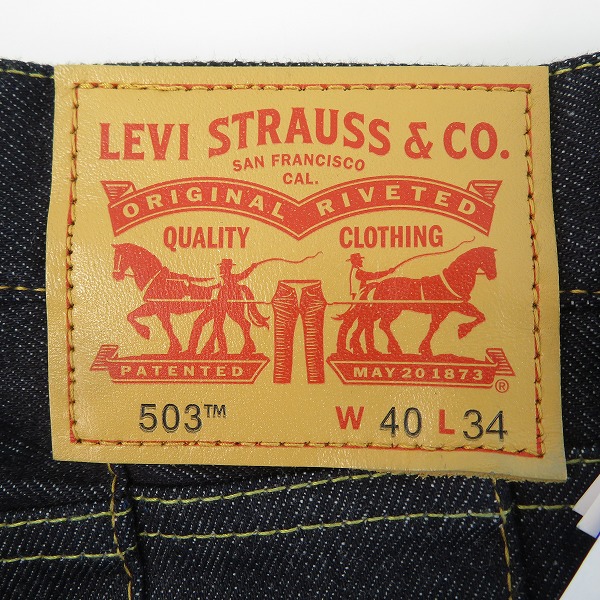 LEVI STRAUSS & CO.
SAN FRANCISCO
CAL.
ORIGINAL RIVETED
QUALITY CLOTHING
PATENTED MAY 20 1873 ®
503™ W 40 L 34